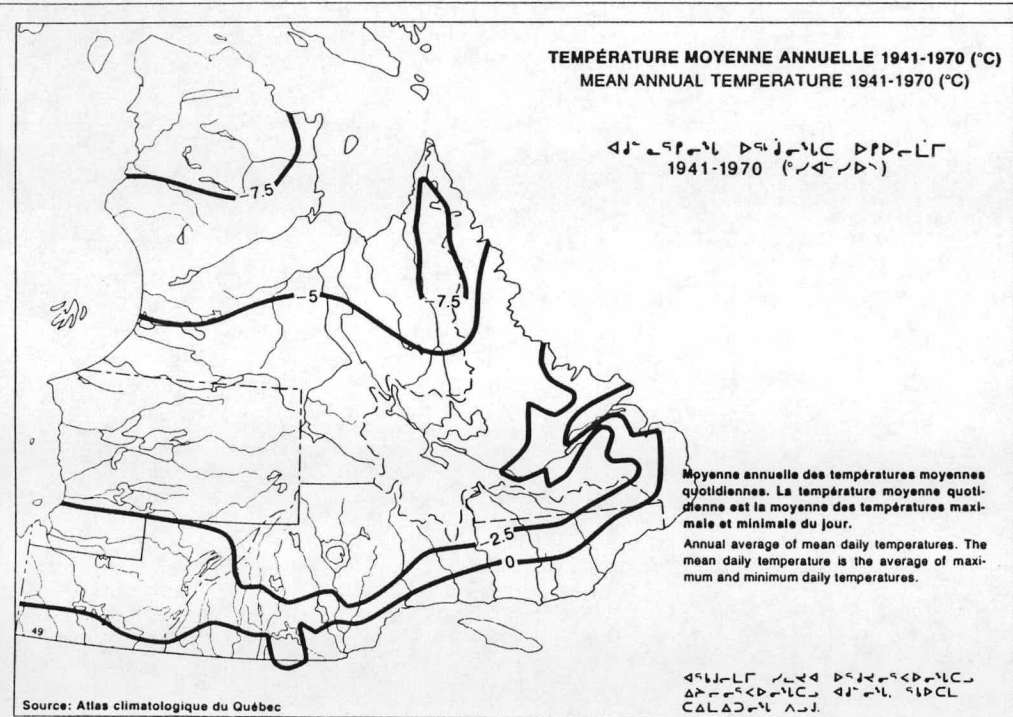 TEMPÉRATURE MOYENNE ANNUELLE 1941-1970 (°C)
MEAN ANNUAL TEMPERATURE 1941-1970 (°C)
1941-1970
-7.5
-5
-7.5
Moyenne annuelle des températures moyennes
quotidiennes. La température moyenne quoti-
dienne est la moyenne des températures maxi-
male et minimale du jour.
-2.5
Annual average of mean daily temperatures. The
mean daily temperature is the average of maxi-
mum and minimum daily temperatures.
0
49
Source: Atlas climatologique du Québec